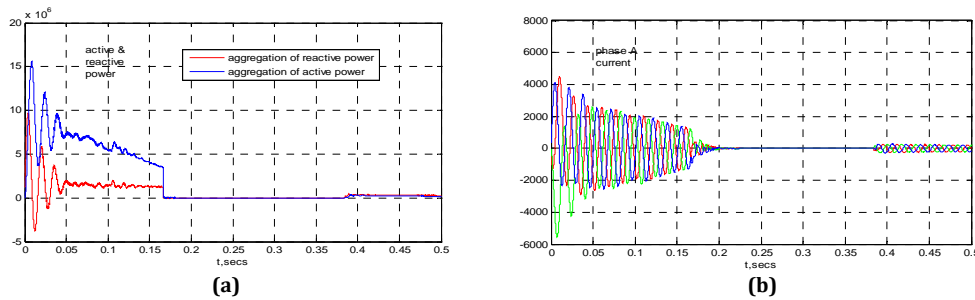 x 10
6
20
15
10
5
0
-5
active &
reactive
power
aggregation of reactive power
aggregation of active power
0 0.05 0.1 0.15 0.2 0.25 0.3 0.35 0.4 0.45 0.5
t,secs
(a)
8000
6000
4000
2000
0
-2000
-4000
-6000
phase A
current
0 0.05 0.1 0.15 0.2 0.25 0.3 0.35 0.4 0.45 0.5
t,secs
(b)